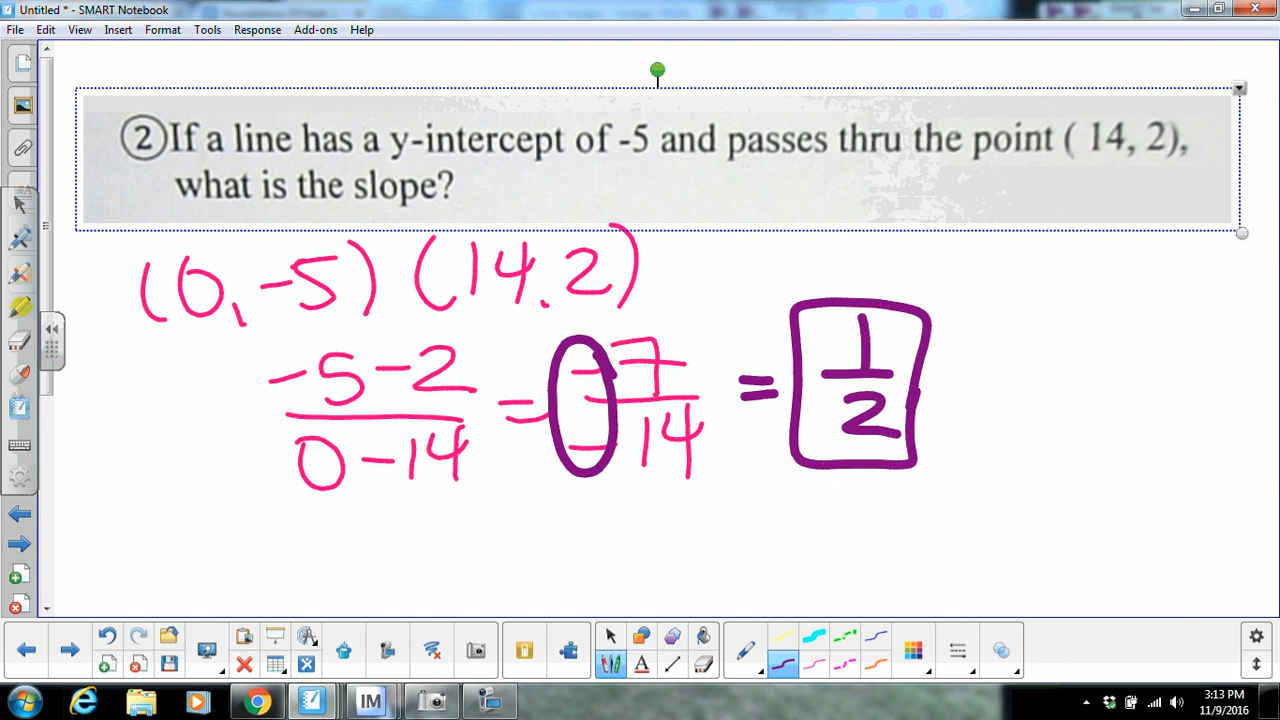 Untitled * - SMART Notebook
File Edit View Insert Format Tools Response Add-ons Help
②If a line has a y-intercept of -5 and passes thru the point ( 14, 2),
what is the slope?
(0, -5) (14, 2)
-5 - 2
0 - 14
=
-7
-14
=
1
2
IM
3:13 PM
11/9/2016